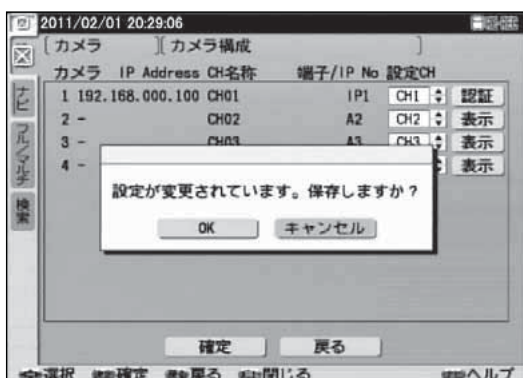 2011/02/01 20:29:06
[カメラ ][カメラ構成 ]
カメラ IP Address CH名称 端子/IP No 設定CH
1 192.168.000.100 CH01 IP1 CH1 認証
2 - CH02 A2 CH2 表示
3 - CH03 A3 CH3 表示
4 - 表示
ナビ
フル/マルチ
検索
設定が変更されています。保存しますか?
OK キャンセル
確定 戻る
選択 確定 戻る 閉じる ヘルプ